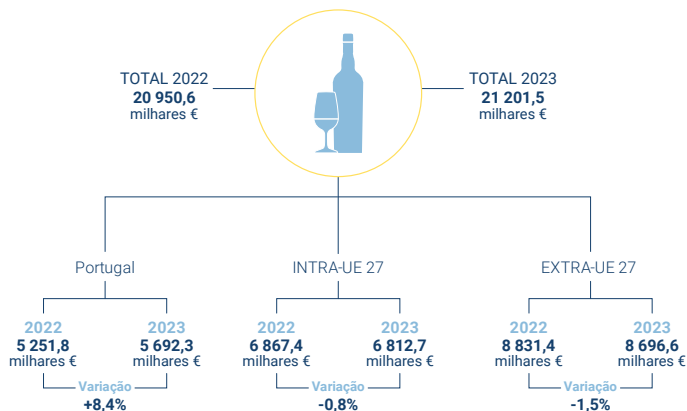 TOTAL 2022
20 950,6
milhares €
TOTAL 2023
21 201,5
milhares €
Portugal
2022
5 251,8
milhares €
2023
5 692,3
milhares €
Variação
+8,4%
INTRA-UE 27
2022
6 867,4
milhares €
2023
6 812,7
milhares €
Variação
-0,8%
EXTRA-UE 27
2022
8 831,4
milhares €
2023
8 696,6
milhares €
Variação
-1,5%